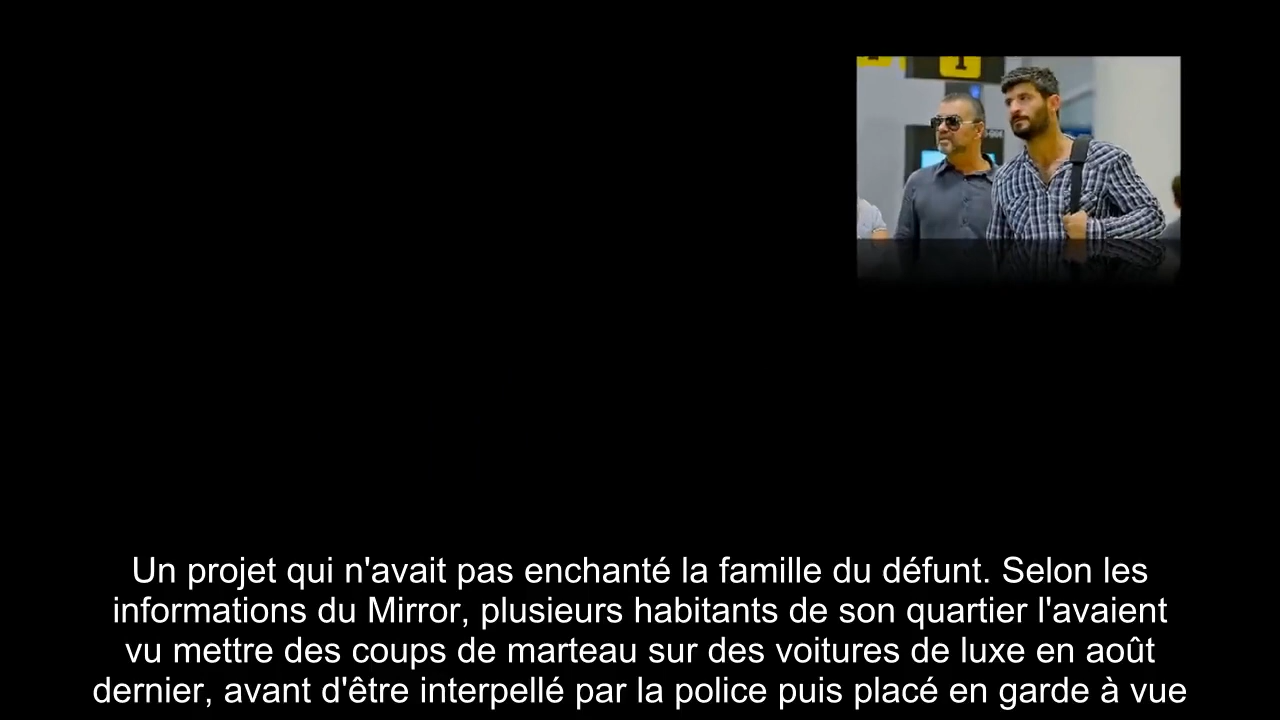 1
Un projet qui n'avait pas enchanté la famille du défunt. Selon les
informations du Mirror, plusieurs habitants de son quartier l'avaient
vu mettre des coups de marteau sur des voitures de luxe en août
dernier, avant d'être interpellé par la police puis placé en garde à vue